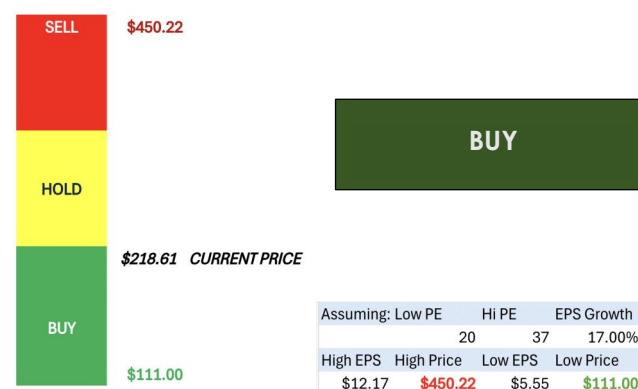 SELL $450.22
BUY
HOLD
$218.61 CURRENT PRICE
BUY
$111.00
Assuming: Low PE Hi PE EPS Growth
20 37 17.00%
High EPS High Price Low EPS Low Price
$12.17 $450.22 $5.55 $111.00